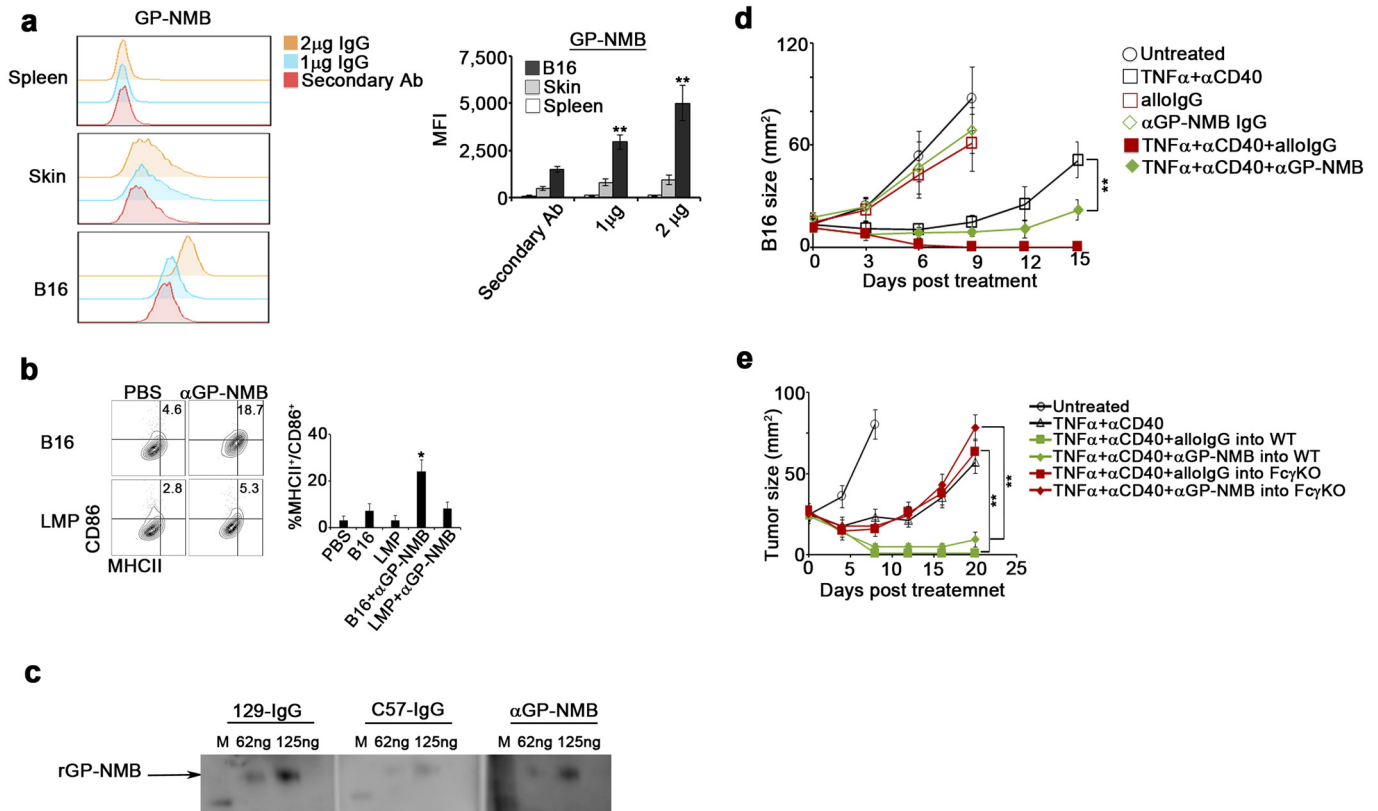 a
GP-NMB
Spleen
Skin
B16
2µg IgG
1µg IgG
Secondary Ab
GP-NMB
7,500
5,000
2,500
0
MFI
B16
Skin
Spleen
**
**
Secondary Ab
1µg
2 µg
b
PBS αGP-NMB
B16
4.6
18.7
LMP
2.8
5.3
CD86
MHCII
%MHCII⁺/CD86⁺
40
20
0
*
PBS
B16
LMP
B16+αGP-NMB
LMP+αGP-NMB
c
129-IgG C57-IgG αGP-NMB
M 62ng 125ng M 62ng 125ng M 62ng 125ng
rGP-NMB
d
B16 size (mm²)
120
60
0
0 3 6 9 12 15
Days post treatment
**
Untreated
TNFα+αCD40
alloIgG
αGP-NMB IgG
TNFα+αCD40+alloIgG
TNFα+αCD40+αGP-NMB
e
Tumor size (mm²)
100
50
0
0 5 10 15 20 25
Days post treatemnet
**
**
Untreated
TNFα+αCD40
TNFα+αCD40+alloIgG into WT
TNFα+αCD40+αGP-NMB into WT
TNFα+αCD40+alloIgG into FcγKO
TNFα+αCD40+αGP-NMB into FcγKO